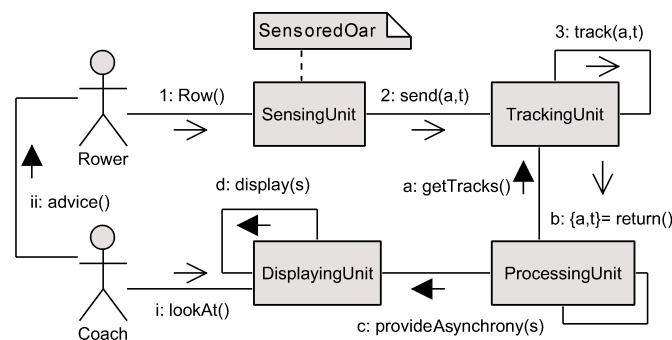 SensoredOar
3: track(a,t)
1: Row()
2: send(a,t)
SensingUnit
TrackingUnit
Rower
a: getTracks()
d: display(s)
ii: advice()
b: {a,t}= return()
DisplayingUnit
ProcessingUnit
i: lookAt()
c: provideAsynchrony(s)
Coach